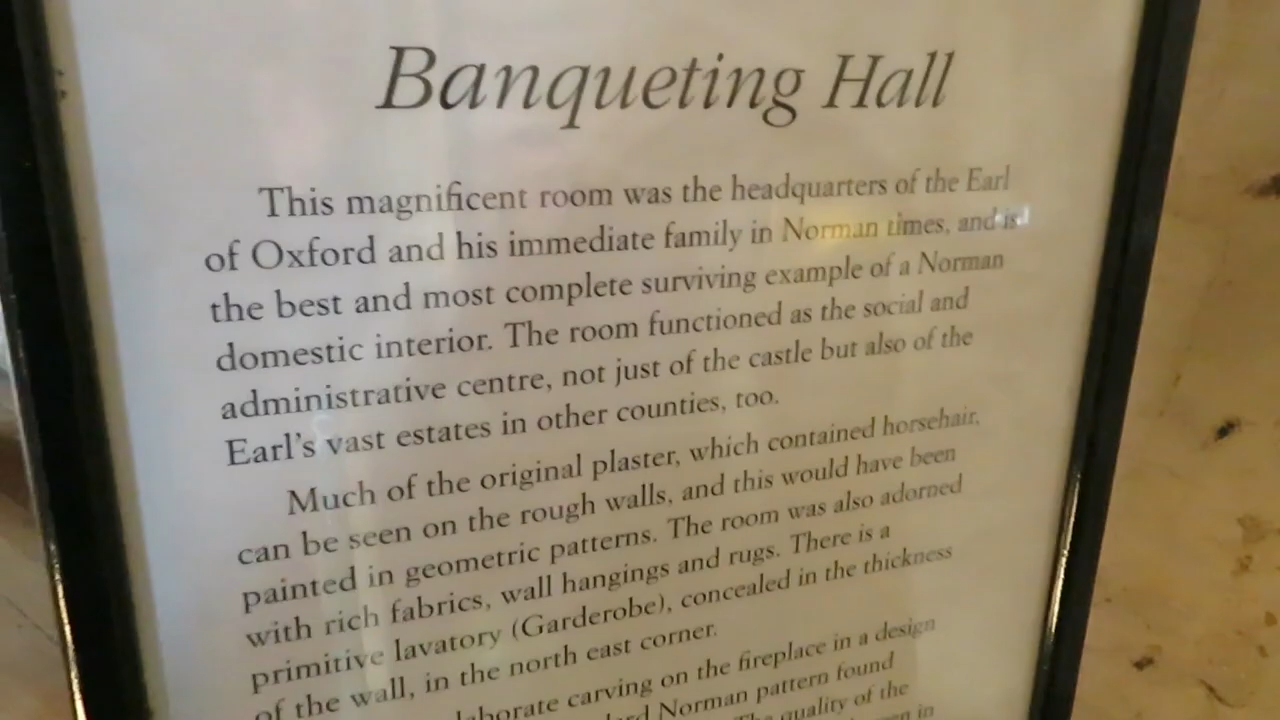 Banqueting Hall
This magnificent room was the headquarters of the Earl
of Oxford and his immediate family in Norman times, and is
the best and most complete surviving example of a Norman
domestic interior. The room functioned as the social and
administrative centre, not just of the castle but also of the
Earl's vast estates in other counties, too.
Much of the original plaster, which contained horsehair,
can be seen on the rough walls, and this would have been
painted in geometric patterns. The room was also adorned
with rich fabrics, wall hangings and rugs. There is a
primitive lavatory (Garderobe), concealed in the thickness
of the wall, in the north east corner.
carving on the fireplace in a design
Norman pattern found
quality of the
in